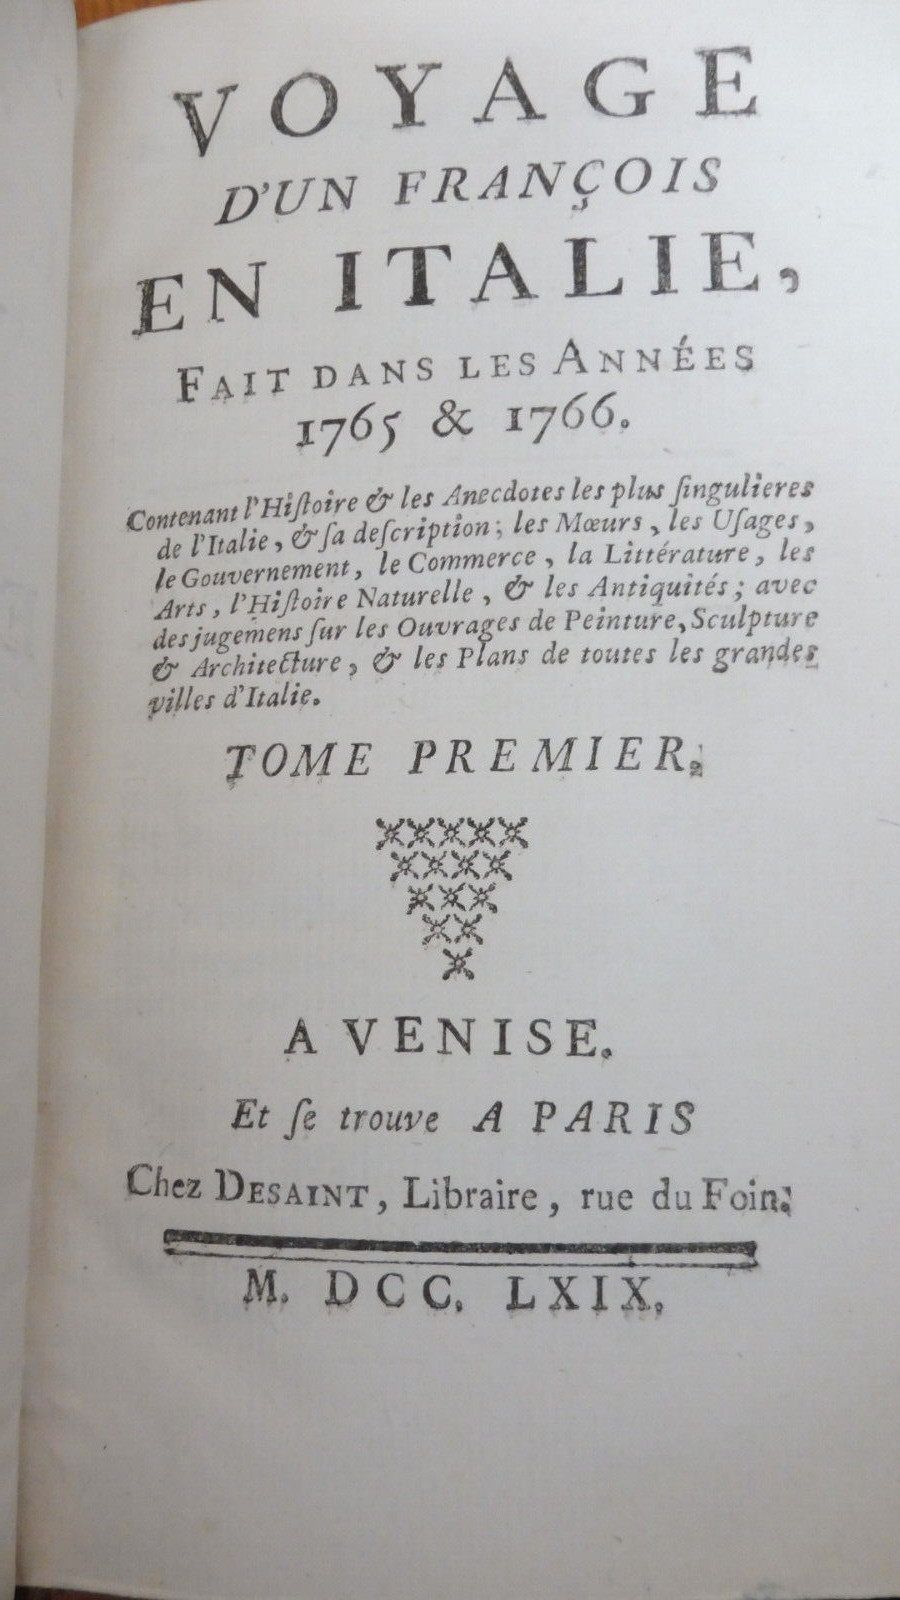 VOYAGE
D'UN FRANÇOIS
EN ITALIE,
FAIT DANS LES ANNÉES
1765 & 1766.
Contenant l'Hiſtoire & les Anecdotes les plus ſingulieres
de l'Italie, & ſa deſcription; les Mœurs, les Uſages,
le Gouvernement, le Commerce, la Littérature, les
Arts, l'Hiſtoire Naturelle, & les Antiquités; avec
des jugemens ſur les Ouvrages de Peinture, Sculpture
& Architecture, & les Plans de toutes les grandes
villes d'Italie.
TOME PREMIER.
A VENISE.
Et ſe trouve A PARIS
Chez DESAINT, Libraire, rue du Foin.
M. DCC. LXIX.